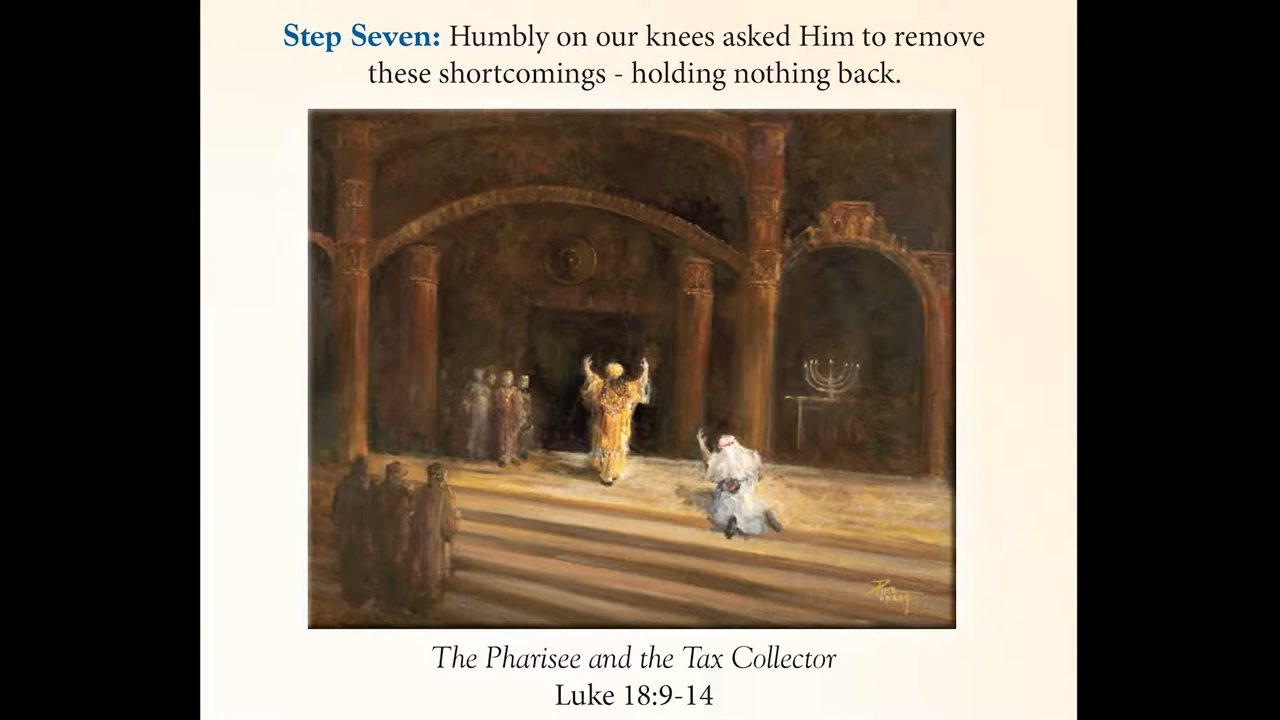 Step Seven: Humbly on our knees asked Him to remove
these shortcomings - holding nothing back.
The Pharisee and the Tax Collector
Luke 18:9-14